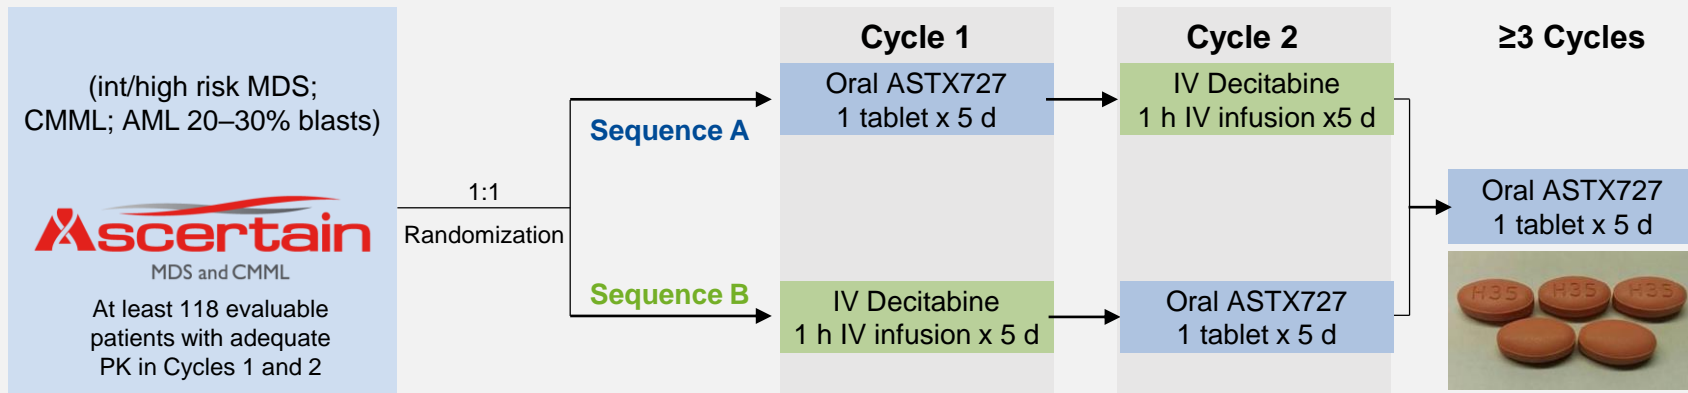 (int/high risk MDS;
CMML; AML 20–30% blasts)
Ascertain
MDS and CMML
At least 118 evaluable
patients with adequate
PK in Cycles 1 and 2
1:1
Randomization
Sequence A
Sequence B
Cycle 1
Oral ASTX727
1 tablet x 5 d
IV Decitabine
1 h IV infusion x 5 d
Cycle 2
IV Decitabine
1 h IV infusion x5 d
Oral ASTX727
1 tablet x 5 d
≥3 Cycles
Oral ASTX727
1 tablet x 5 d
H35
H35
H35